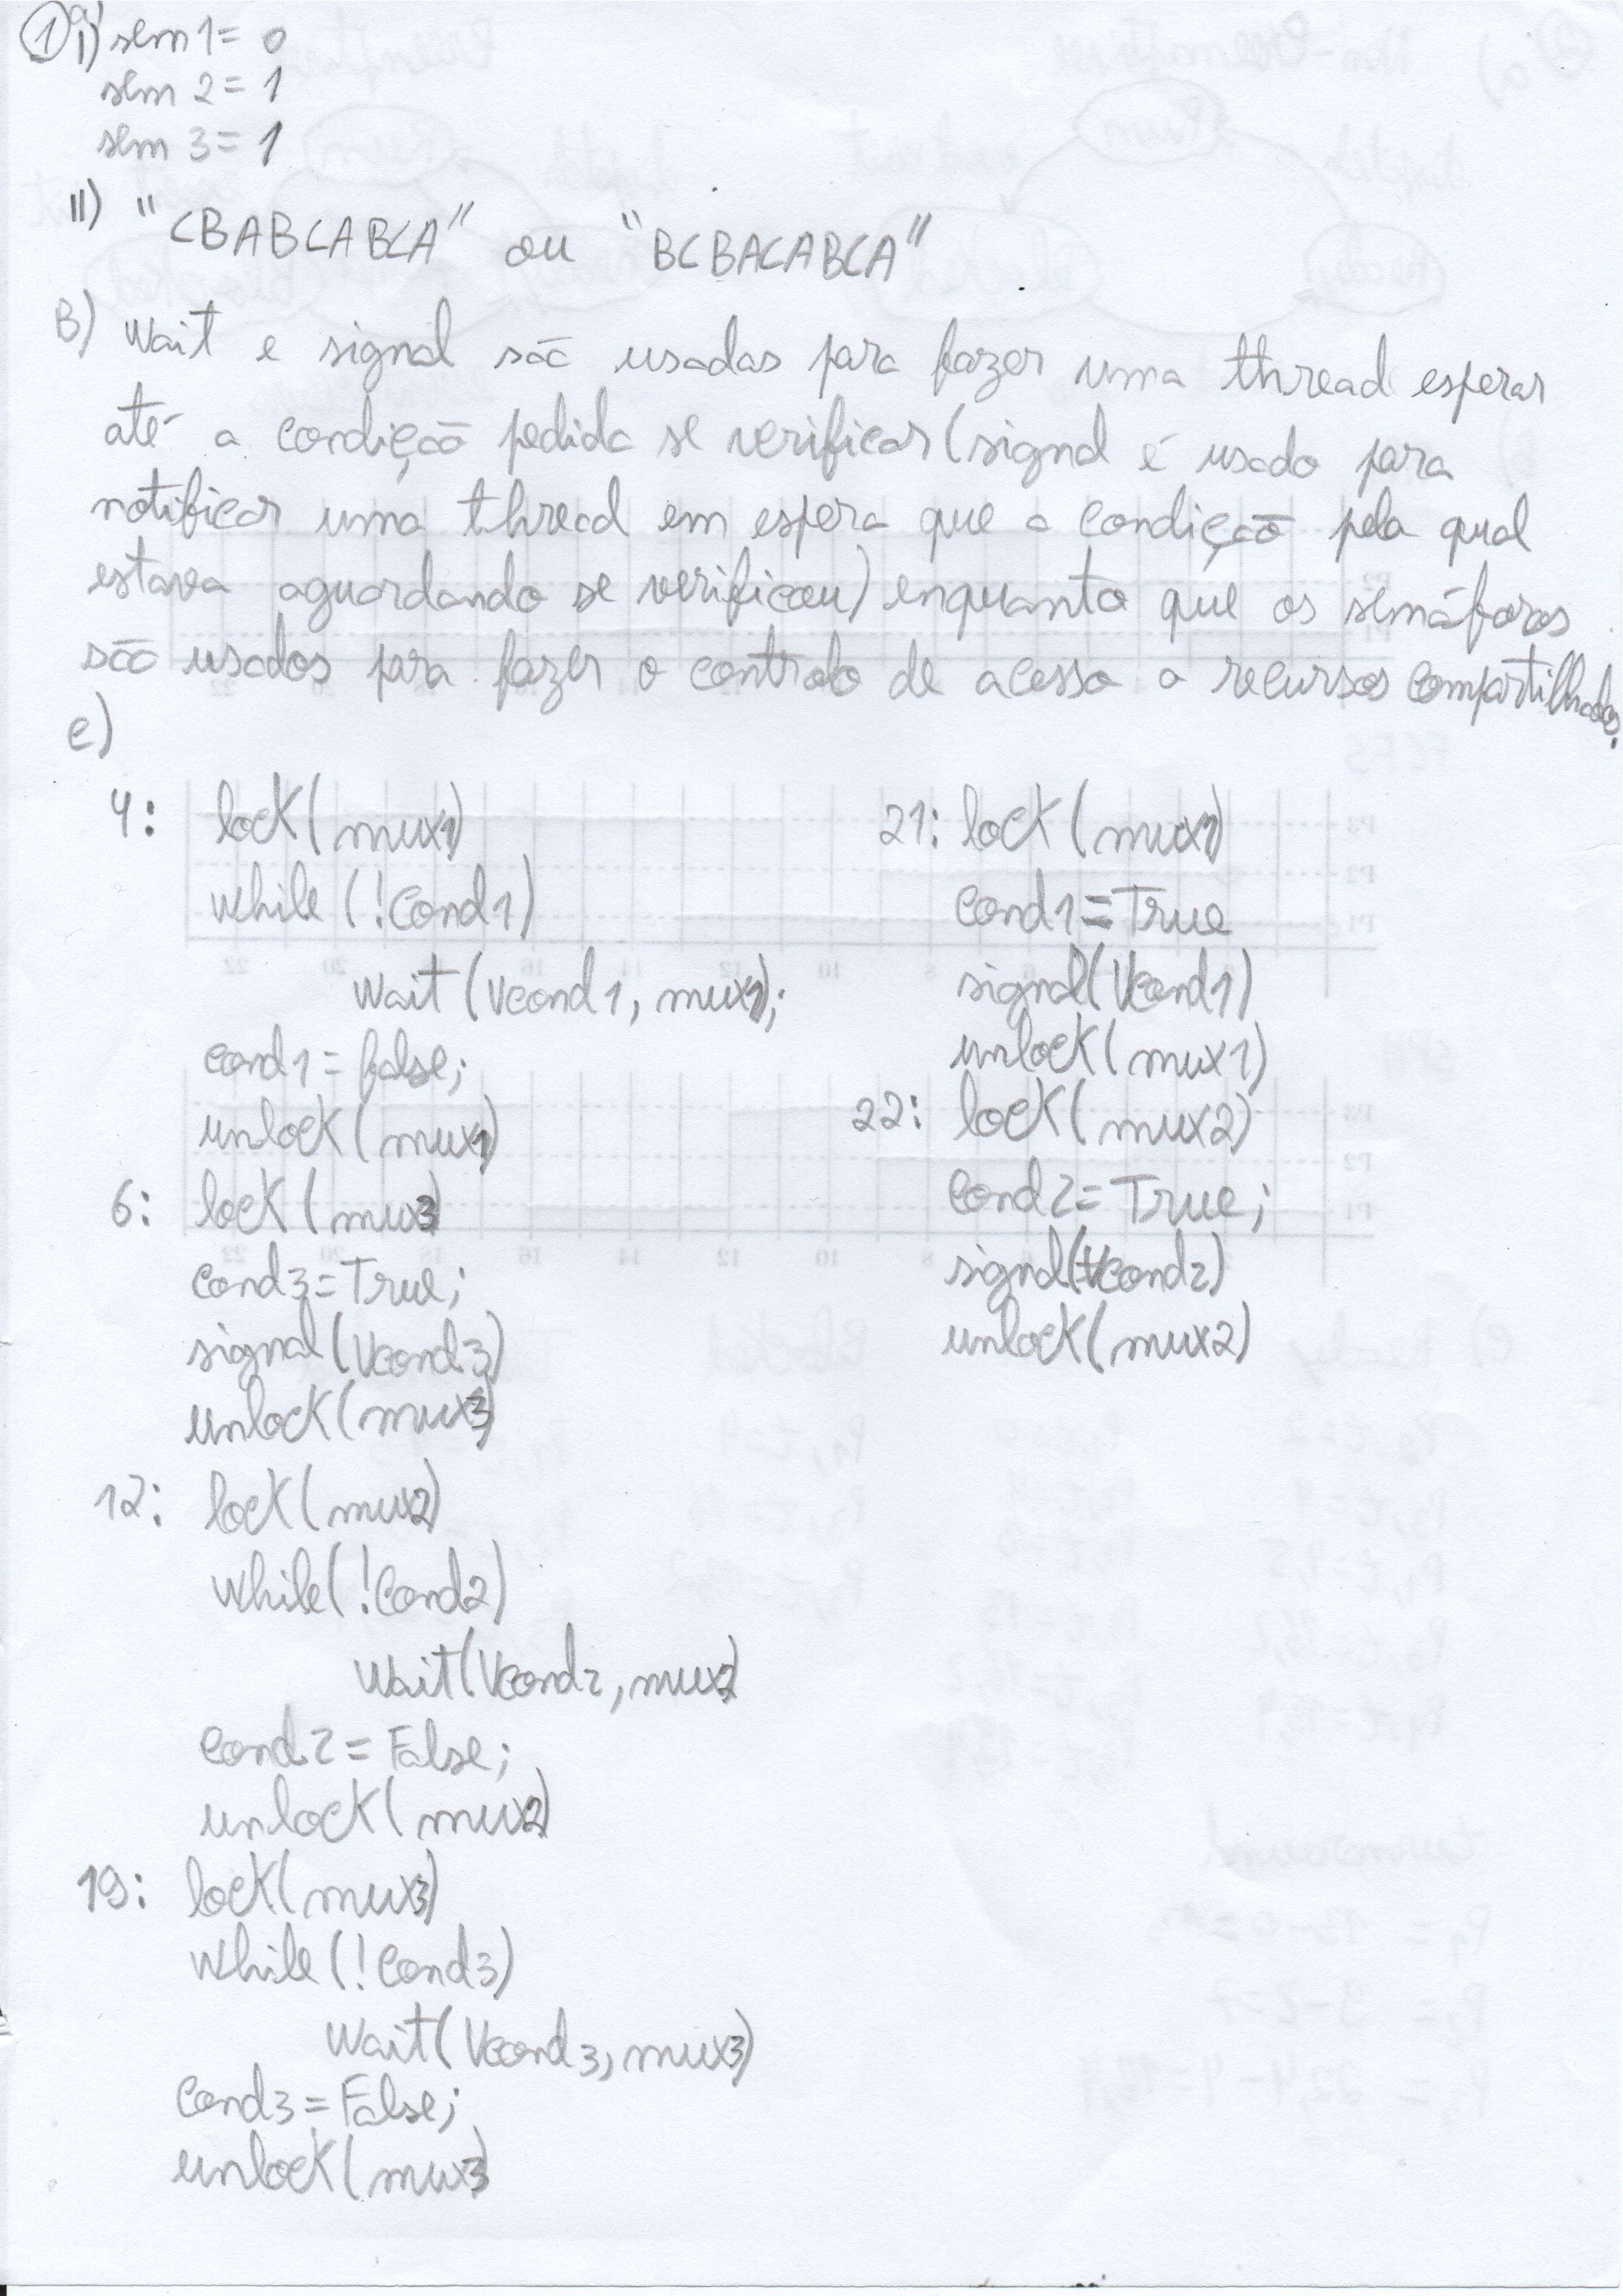 1) a) i) sem1 = 0
sem 2 = 1
sem 3 = 1
II) "CBABCABCA" ou "BCBACABCA"
B) Wait e signal são usadas para fazer uma thread esperar
até a condição pedida se verificar (signal é usado para
notificar uma thread em espera que a condição pela qual
estava aguardando se verificou) enquanto que os semáforos
são usados para fazer o controlo de acesso a recursos compartilhados.
c)
4: lock(mux1)
while (!cond1)
wait(Vcond1, mux1);
cond1 = false;
unlock(mux1)
6: lock(mux3)
cond3 = True;
signal(Vcond3)
unlock(mux3)
12: lock(mux2)
while(!cond2)
wait(Vcond2, mux2)
cond2 = False;
unlock(mux2)
19: lock(mux3)
while(!cond3)
wait(Vcond3, mux3)
cond3 = False;
unlock(mux3)
21: lock(mux1)
cond1 = True
signal(Vcond1)
unlock(mux1)
22: lock(mux2)
cond2 = True;
signal(Vcond2)
unlock(mux2)